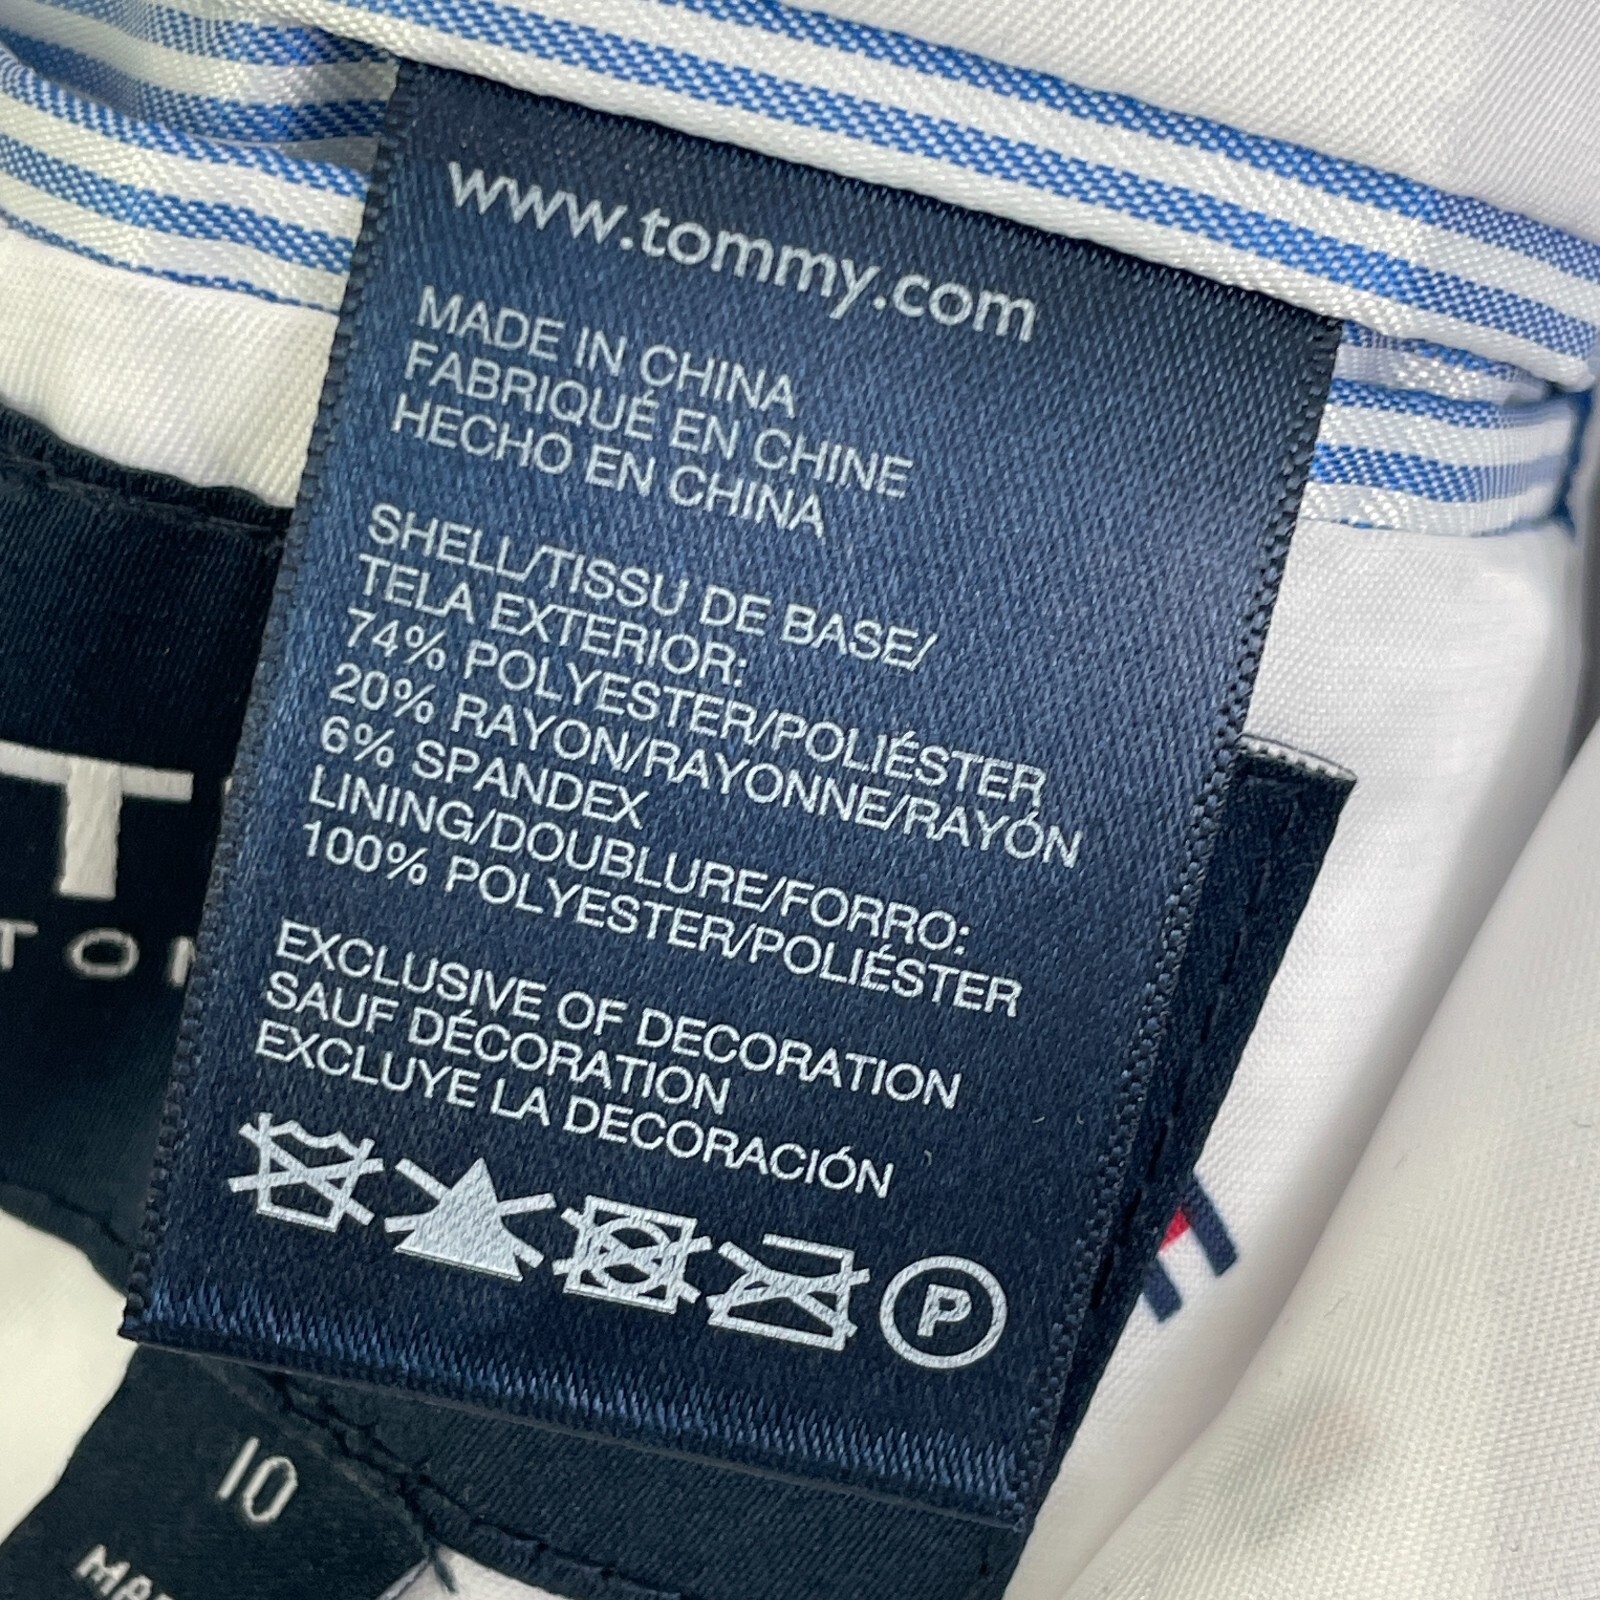 www.tommy.com
MADE IN CHINA
FABRIQUÉ EN CHINE
HECHO EN CHINA
SHELL/TISSU DE BASE/
TELA EXTERIOR:
74% POLYESTER/POLIÉSTER
20% RAYON/RAYONNE/RAYÓN
6% SPANDEX
LINING/DOUBLURE/FORRO:
100% POLYESTER/POLIÉSTER
EXCLUSIVE OF DECORATION
SAUF DÉCORATION
EXCLUYE LA DECORACIÓN
P
10